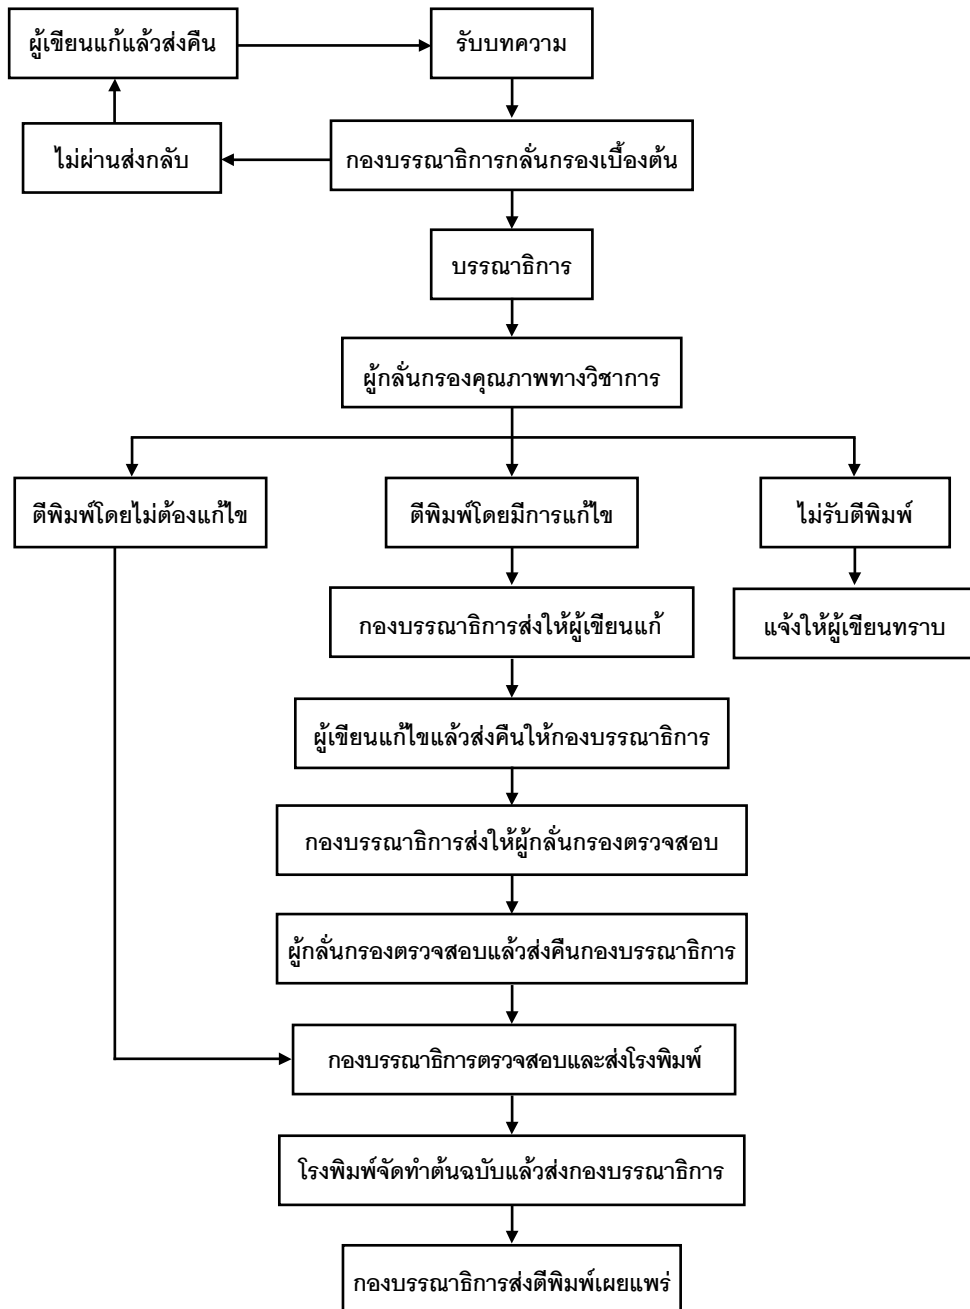 ผู้เขียนแก้แล้วส่งคืน
รับบทความ
ไม่ผ่านส่งกลับ
กองบรรณาธิการกลั่นกรองเบื้องต้น
บรรณาธิการ
ผู้กลั่นกรองคุณภาพทางวิชาการ
ตีพิมพ์โดยไม่ต้องแก้ไข
ตีพิมพ์โดยมีการแก้ไข
ไม่รับตีพิมพ์
กองบรรณาธิการส่งให้ผู้เขียนแก้
แจ้งให้ผู้เขียนทราบ
ผู้เขียนแก้ไขแล้วส่งคืนให้กองบรรณาธิการ
กองบรรณาธิการส่งให้ผู้กลั่นกรองตรวจสอบ
ผู้กลั่นกรองตรวจสอบแล้วส่งคืนกองบรรณาธิการ
กองบรรณาธิการตรวจสอบและส่งโรงพิมพ์
โรงพิมพ์จัดทำต้นฉบับแล้วส่งกองบรรณาธิการ
กองบรรณาธิการส่งตีพิมพ์เผยแพร่